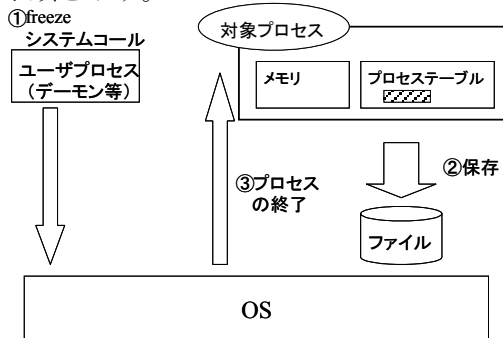 ①freeze
システムコール
ユーザプロセス
（デーモン等）
対象プロセス
メモリ
プロセステーブル
②保存
③プロセス
の終了
ファイル
OS